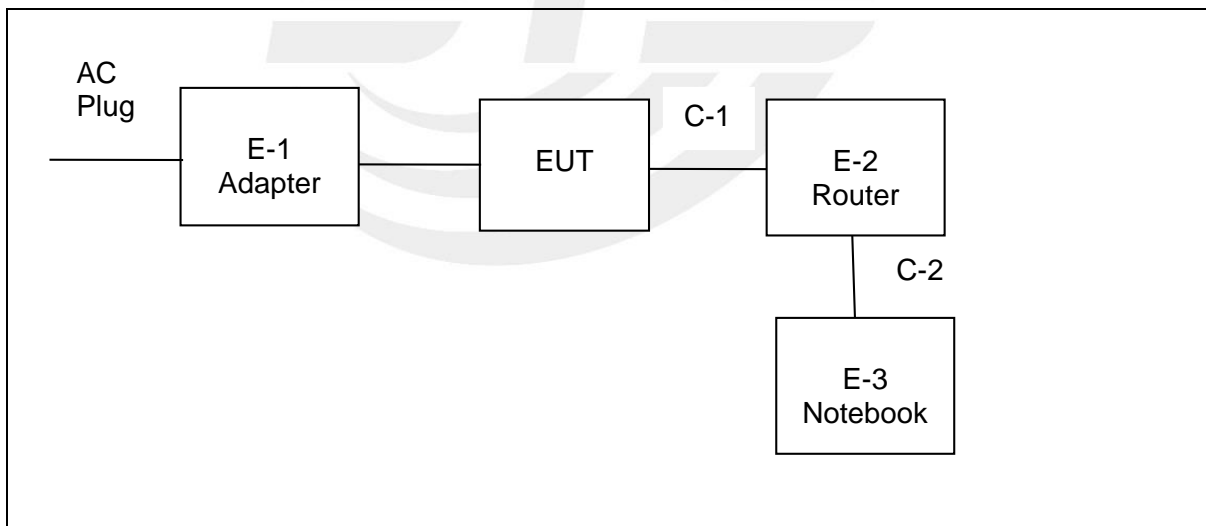 AC
Plug
E-1
Adapter
EUT
C-1
E-2
Router
C-2
E-3
Notebook